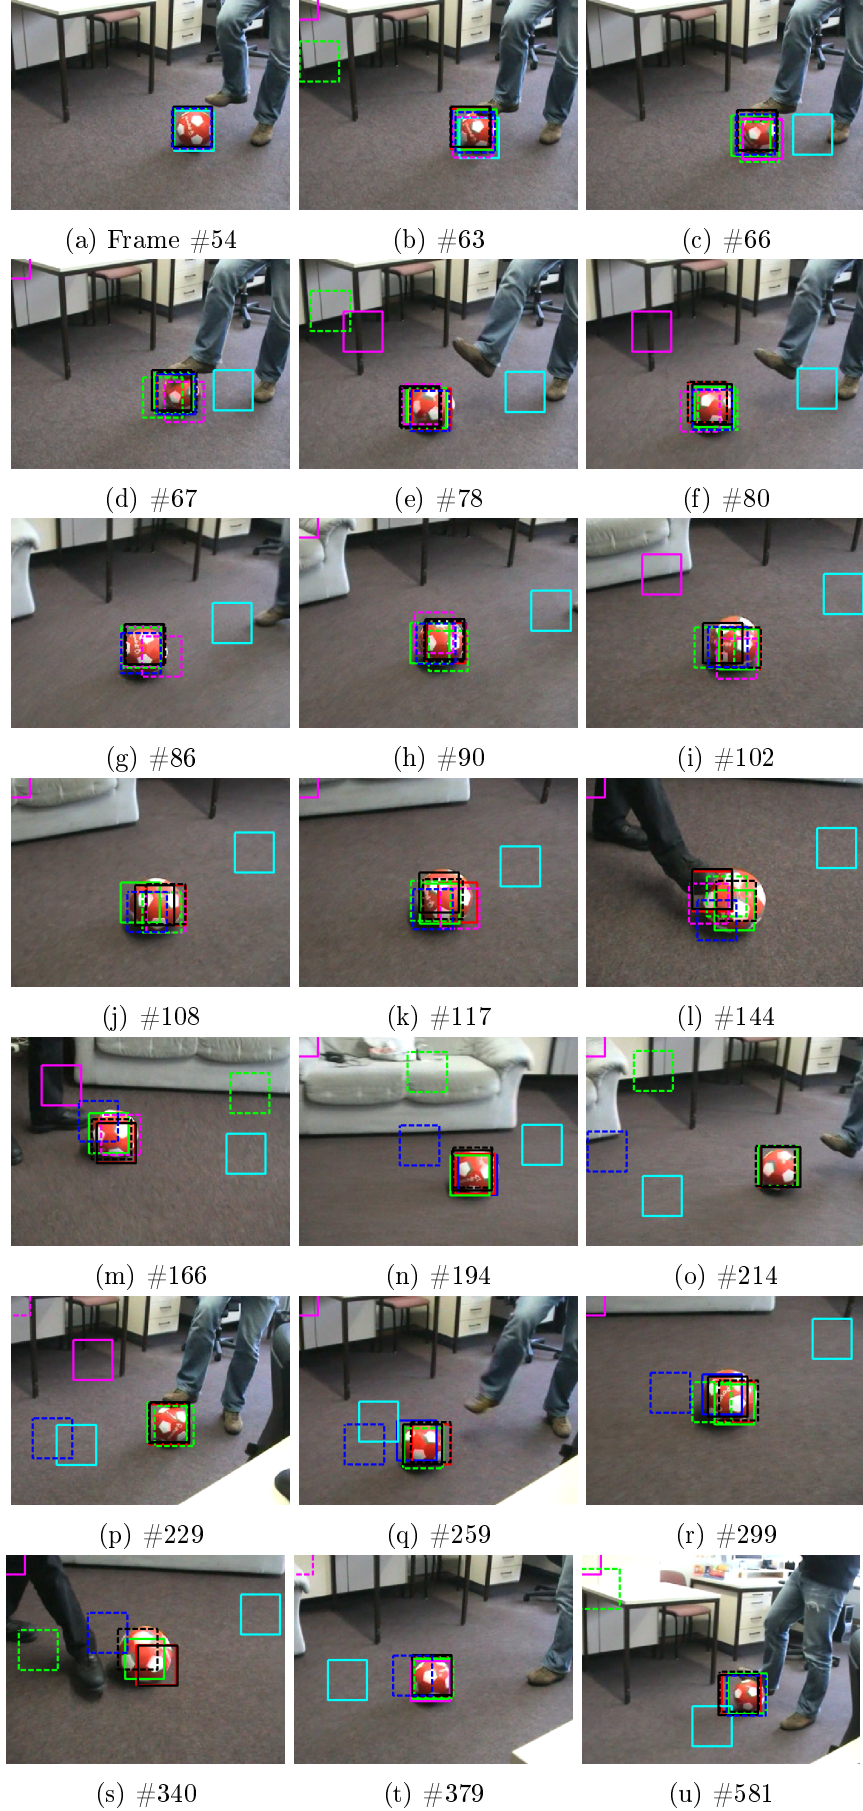 (a) Frame #54 (b) #63 (c) #66
(d) #67 (e) #78 (f) #80
(g) #86 (h) #90 (i) #102
(j) #108 (k) #117 (l) #144
(m) #166 (n) #194 (o) #214
(p) #229 (q) #259 (r) #299
(s) #340 (t) #379 (u) #581